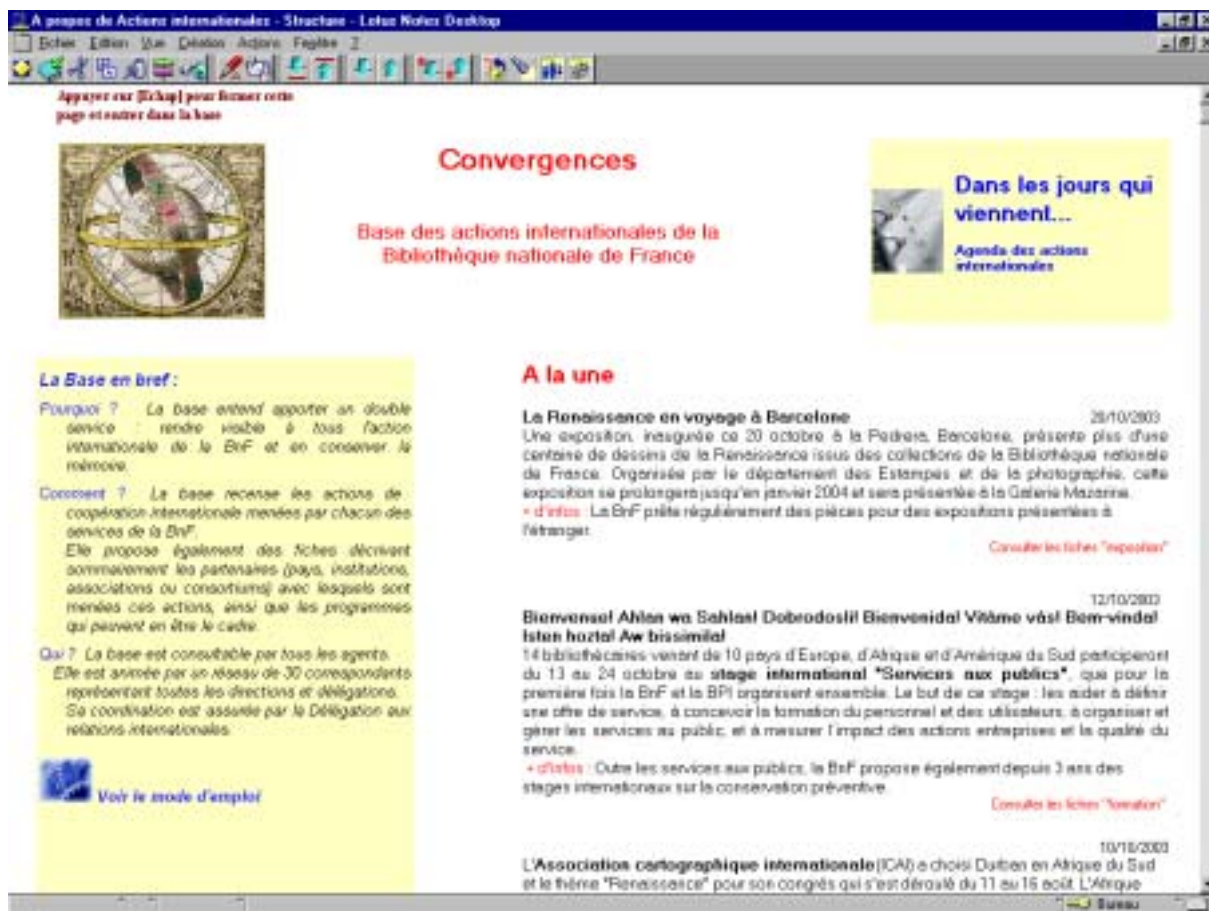 A propos de Actions internationales - Structure - Lotus Notes Desktop
Fichier Edition Vue Création Actions Fenêtre ?
Appuyer sur [Echap] pour fermer cette
page et entrer dans la base
Convergences
Base des actions internationales de la
Bibliothèque nationale de France
Dans les jours qui
viennent...
Agenda des actions
internationales
La Base en bref :
Pourquoi ? La base entend apporter un double
service : rendre visible à tous l'action
internationale de la BnF et en conserver la
mémoire.
Comment ? La base recense les actions de
coopération internationale menées par chacun des
services de la BnF.
Elle propose également des fiches décrivant
sommairement les partenaires (pays, institutions,
associations ou consortiums) avec lesquels sont
menées ces actions, ainsi que les programmes
qui peuvent en être le cadre.
Qui ? La base est consultable par tous les agents.
Elle est animée par un réseau de 30 correspondants
représentant toutes les directions et délégations.
Sa coordination est assurée par la Délégation aux
relations internationales.
Voir le mode d'emploi
A la une
La Renaissance en voyage à Barcelone 28/10/2003
Une exposition, inaugurée ce 20 octobre à la Pedrera, Barcelone, présente plus d'une
centaine de dessins de la Renaissance issus des collections de la Bibliothèque nationale
de France. Organisée par le département des Estampes et de la photographie, cette
exposition se prolongera jusqu'en janvier 2004 et sera présentée à la Galerie Mazarine.
+ d'infos : La BnF prête régulièrement des pièces pour des expositions présentées à
l'étranger.
Consulter les fiches "exposition"
12/10/2003
Bienvenue! Ahlan wa Sahlan! Dobrodosli! Bienvenida! Vitáme vás! Bem-vinda!
Isten hozta! Aw bissimila!
14 bibliothécaires venant de 10 pays d'Europe, d'Afrique et d'Amérique du Sud participeront
du 13 au 24 octobre au stage international "Services aux publics", que pour la
première fois la BnF et la BPI organisent ensemble. Le but de ce stage : les aider à définir
une offre de service, à concevoir la formation du personnel et des utilisateurs, à organiser et
gérer les services au public, et à mesurer l'impact des actions entreprises et la qualité du
service.
+ d'infos : Outre les services aux publics, la BnF propose également depuis 3 ans des
stages internationaux sur la conservation préventive.
Consulter les fiches "formation"
10/10/2003
L'Association cartographique internationale (ICA) a choisi Durban en Afrique du Sud
et le thème "Renaissance" pour son congrès qui s'est déroulé du 11 au 16 août. L'Afrique
Bureau